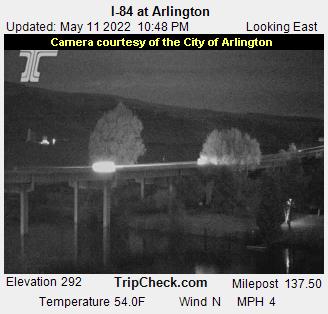 I-84 at Arlington
Updated: May 11 2022 10:48 PM Looking East
Camera courtesy of the City of Arlington
Elevation 292 TripCheck.com Milepost 137.50
Temperature 54.0F Wind N MPH 4